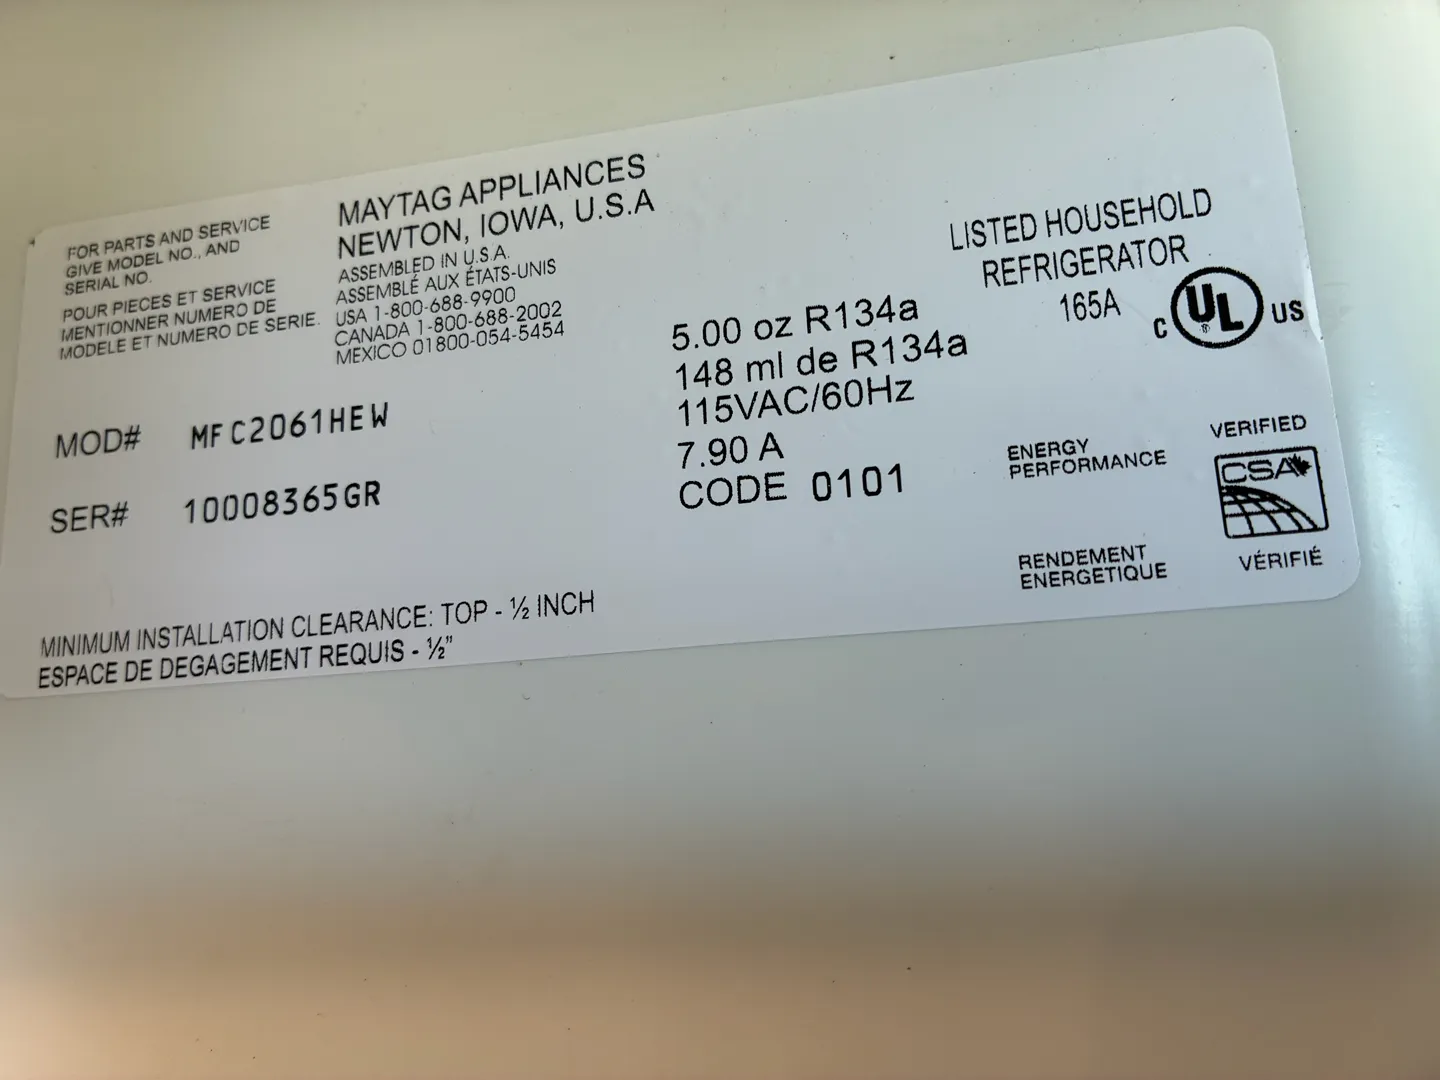 FOR PARTS AND SERVICE
GIVE MODEL NO., AND
SERIAL NO.
POUR PIECES ET SERVICE
MENTIONNER NUMERO DE
MODELE ET NUMERO DE SERIE.
MAYTAG APPLIANCES
NEWTON, IOWA, U.S.A
ASSEMBLED IN U.S.A.
ASSEMBLÉ AUX ÉTATS-UNIS
USA 1-800-688-9900
CANADA 1-800-688-2002
MEXICO 01800-054-5454
MOD# MFC2061HEW
SER# 10008365GR
5.00 oz R134a
148 ml de R134a
115VAC/60Hz
7.90 A
CODE 0101
LISTED HOUSEHOLD
REFRIGERATOR
165A
C UL ® US
ENERGY
PERFORMANCE
RENDEMENT
ENERGETIQUE
VERIFIED
CSA
VÉRIFIÉ
MINIMUM INSTALLATION CLEARANCE: TOP - ½ INCH
ESPACE DE DEGAGEMENT REQUIS - ½"